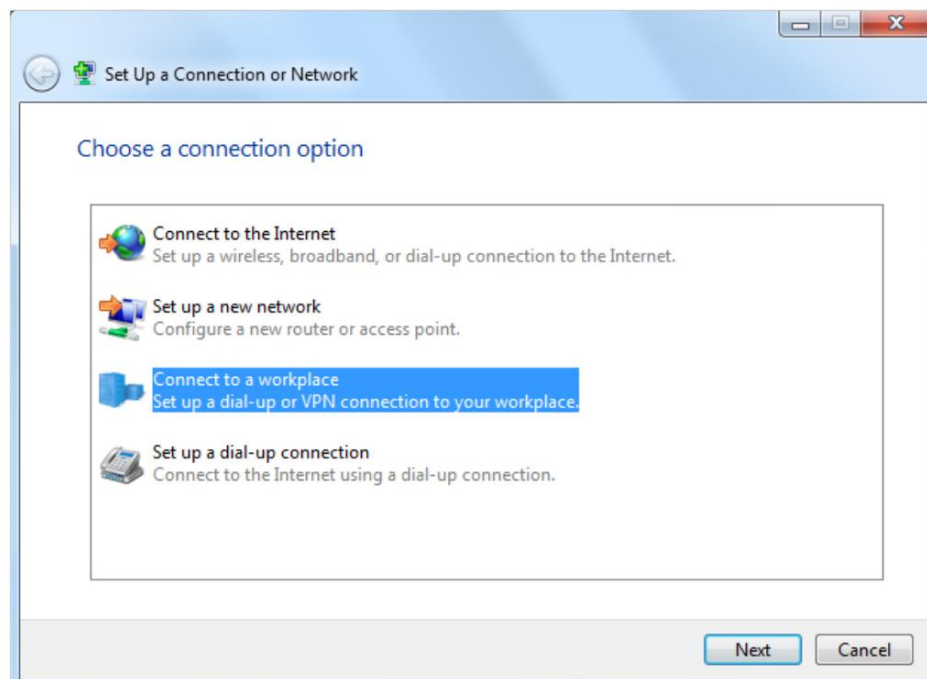 Set Up a Connection or Network
Choose a connection option
Connect to the Internet
Set up a wireless, broadband, or dial-up connection to the Internet.
Set up a new network
Configure a new router or access point.
Connect to a workplace
Set up a dial-up or VPN connection to your workplace.
Set up a dial-up connection
Connect to the Internet using a dial-up connection.
Next
Cancel